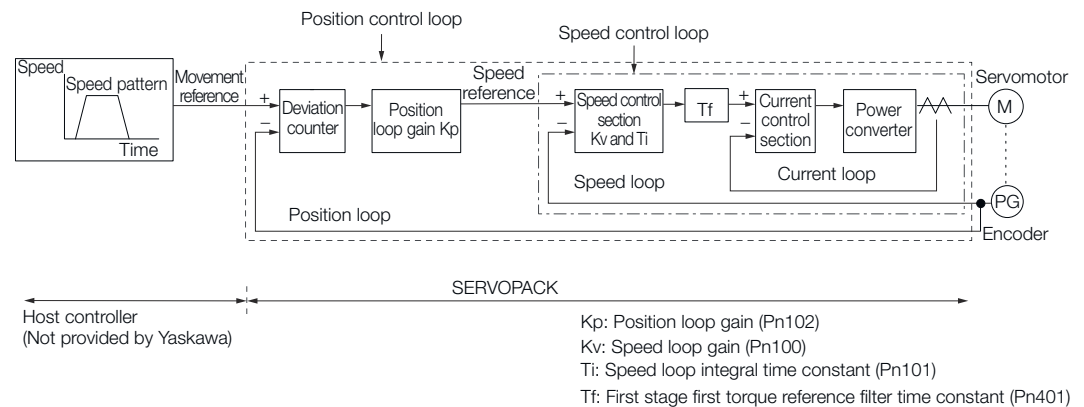 Position control loop
Speed control loop
Speed
Speed pattern
Time
Movement
reference
+
−
Deviation
counter
Position
loop gain Kp
Speed
reference
+
−
Speed control
section
Kv and Ti
Tf
+
−
Current
control
section
Power
converter
Servomotor
M
Current loop
Speed loop
Position loop
PG
Encoder
SERVOPACK
Host controller
(Not provided by Yaskawa)
Kp: Position loop gain (Pn102)
Kv: Speed loop gain (Pn100)
Ti: Speed loop integral time constant (Pn101)
Tf: First stage first torque reference filter time constant (Pn401)